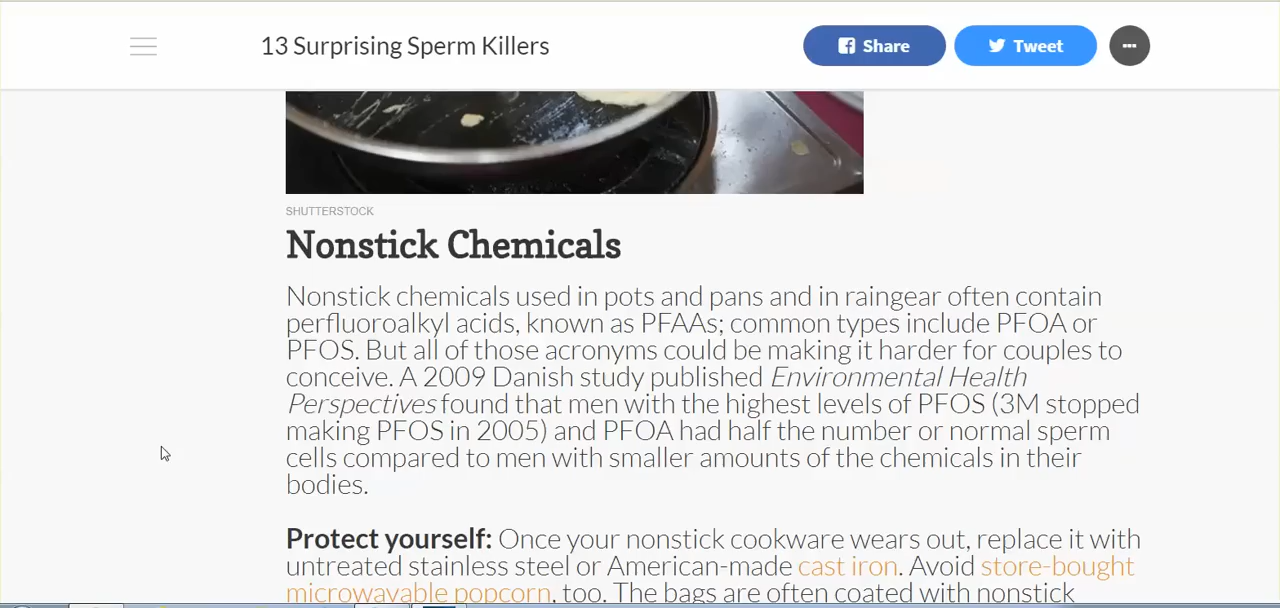 13 Surprising Sperm Killers
Share
Tweet
SHUTTERSTOCK
Nonstick Chemicals
Nonstick chemicals used in pots and pans and in raingear often contain
perfluoroalkyl acids, known as PFAAs; common types include PFOA or
PFOS. But all of those acronyms could be making it harder for couples to
conceive. A 2009 Danish study published Environmental Health
Perspectives found that men with the highest levels of PFOS (3M stopped
making PFOS in 2005) and PFOA had half the number or normal sperm
cells compared to men with smaller amounts of the chemicals in their
bodies.
Protect yourself: Once your nonstick cookware wears out, replace it with
untreated stainless steel or American-made cast iron. Avoid store-bought
microwavable popcorn, too. The bags are often coated with nonstick